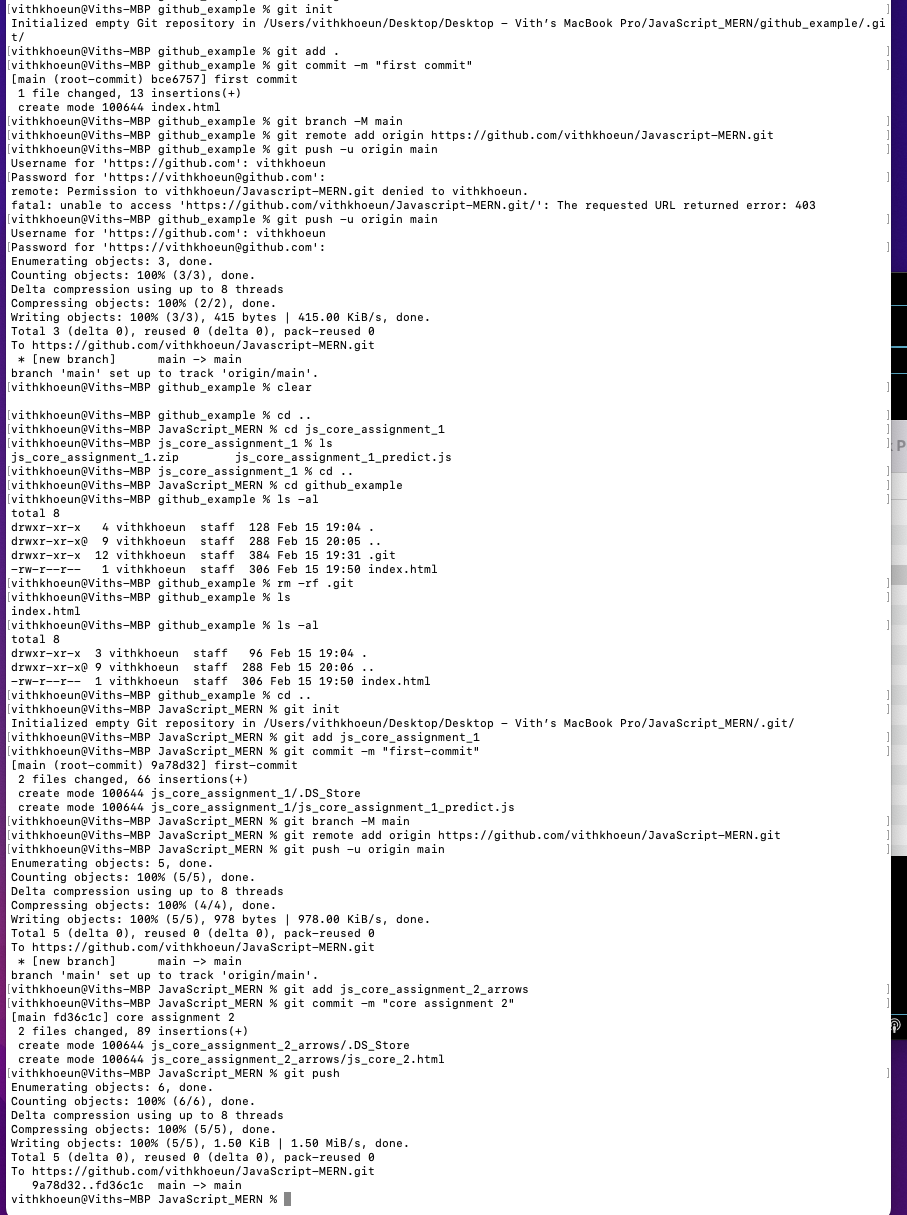 [vithkhoeun@Viths-MBP github_example % git init ]
Initialized empty Git repository in /Users/vithkhoeun/Desktop/Desktop – Vith’s MacBook Pro/JavaScript_MERN/github_example/.gi
t/
[vithkhoeun@Viths-MBP github_example % git add . ]
[vithkhoeun@Viths-MBP github_example % git commit -m "first commit" ]
[main (root-commit) bce6757] first commit
 1 file changed, 13 insertions(+)
 create mode 100644 index.html
[vithkhoeun@Viths-MBP github_example % git branch -M main ]
[vithkhoeun@Viths-MBP github_example % git remote add origin https://github.com/vithkhoeun/Javascript-MERN.git ]
[vithkhoeun@Viths-MBP github_example % git push -u origin main ]
Username for 'https://github.com': vithkhoeun
[Password for 'https://vithkhoeun@github.com': ]
remote: Permission to vithkhoeun/Javascript-MERN.git denied to vithkhoeun.
fatal: unable to access 'https://github.com/vithkhoeun/Javascript-MERN.git/': The requested URL returned error: 403
[vithkhoeun@Viths-MBP github_example % git push -u origin main ]
Username for 'https://github.com': vithkhoeun
[Password for 'https://vithkhoeun@github.com': ]
Enumerating objects: 3, done.
Counting objects: 100% (3/3), done.
Delta compression using up to 8 threads
Compressing objects: 100% (2/2), done.
Writing objects: 100% (3/3), 415 bytes | 415.00 KiB/s, done.
Total 3 (delta 0), reused 0 (delta 0), pack-reused 0
To https://github.com/vithkhoeun/Javascript-MERN.git
 * [new branch]      main -> main
branch 'main' set up to track 'origin/main'.
[vithkhoeun@Viths-MBP github_example % clear ]
[vithkhoeun@Viths-MBP github_example % cd .. ]
[vithkhoeun@Viths-MBP JavaScript_MERN % cd js_core_assignment_1 ]
[vithkhoeun@Viths-MBP js_core_assignment_1 % ls ]
js_core_assignment_1.zip        js_core_assignment_1_predict.js
[vithkhoeun@Viths-MBP js_core_assignment_1 % cd .. ]
[vithkhoeun@Viths-MBP JavaScript_MERN % cd github_example ]
[vithkhoeun@Viths-MBP github_example % ls -al ]
total 8
drwxr-xr-x   4 vithkhoeun  staff  128 Feb 15 19:04 .
drwxr-xr-x@  9 vithkhoeun  staff  288 Feb 15 20:05 ..
drwxr-xr-x  12 vithkhoeun  staff  384 Feb 15 19:31 .git
-rw-r--r--   1 vithkhoeun  staff  306 Feb 15 19:50 index.html
[vithkhoeun@Viths-MBP github_example % rm -rf .git ]
[vithkhoeun@Viths-MBP github_example % ls ]
index.html
[vithkhoeun@Viths-MBP github_example % ls -al ]
total 8
drwxr-xr-x  3 vithkhoeun  staff   96 Feb 15 19:04 .
drwxr-xr-x@ 9 vithkhoeun  staff  288 Feb 15 20:06 ..
-rw-r--r--  1 vithkhoeun  staff  306 Feb 15 19:50 index.html
[vithkhoeun@Viths-MBP github_example % cd .. ]
[vithkhoeun@Viths-MBP JavaScript_MERN % git init ]
Initialized empty Git repository in /Users/vithkhoeun/Desktop/Desktop – Vith’s MacBook Pro/JavaScript_MERN/.git/
[vithkhoeun@Viths-MBP JavaScript_MERN % git add js_core_assignment_1 ]
[vithkhoeun@Viths-MBP JavaScript_MERN % git commit -m "first-commit" ]
[main (root-commit) 9a78d32] first-commit
 2 files changed, 66 insertions(+)
 create mode 100644 js_core_assignment_1/.DS_Store
 create mode 100644 js_core_assignment_1/js_core_assignment_1_predict.js
[vithkhoeun@Viths-MBP JavaScript_MERN % git branch -M main ]
[vithkhoeun@Viths-MBP JavaScript_MERN % git remote add origin https://github.com/vithkhoeun/JavaScript-MERN.git ]
[vithkhoeun@Viths-MBP JavaScript_MERN % git push -u origin main ]
Enumerating objects: 5, done.
Counting objects: 100% (5/5), done.
Delta compression using up to 8 threads
Compressing objects: 100% (4/4), done.
Writing objects: 100% (5/5), 978 bytes | 978.00 KiB/s, done.
Total 5 (delta 0), reused 0 (delta 0), pack-reused 0
To https://github.com/vithkhoeun/JavaScript-MERN.git
 * [new branch]      main -> main
branch 'main' set up to track 'origin/main'.
[vithkhoeun@Viths-MBP JavaScript_MERN % git add js_core_assignment_2_arrows ]
[vithkhoeun@Viths-MBP JavaScript_MERN % git commit -m "core assignment 2" ]
[main fd36c1c] core assignment 2
 2 files changed, 89 insertions(+)
 create mode 100644 js_core_assignment_2_arrows/.DS_Store
 create mode 100644 js_core_assignment_2_arrows/js_core_2.html
[vithkhoeun@Viths-MBP JavaScript_MERN % git push ]
Enumerating objects: 6, done.
Counting objects: 100% (6/6), done.
Delta compression using up to 8 threads
Compressing objects: 100% (5/5), done.
Writing objects: 100% (5/5), 1.50 KiB | 1.50 MiB/s, done.
Total 5 (delta 0), reused 0 (delta 0), pack-reused 0
To https://github.com/vithkhoeun/JavaScript-MERN.git
   9a78d32..fd36c1c  main -> main
vithkhoeun@Viths-MBP JavaScript_MERN %